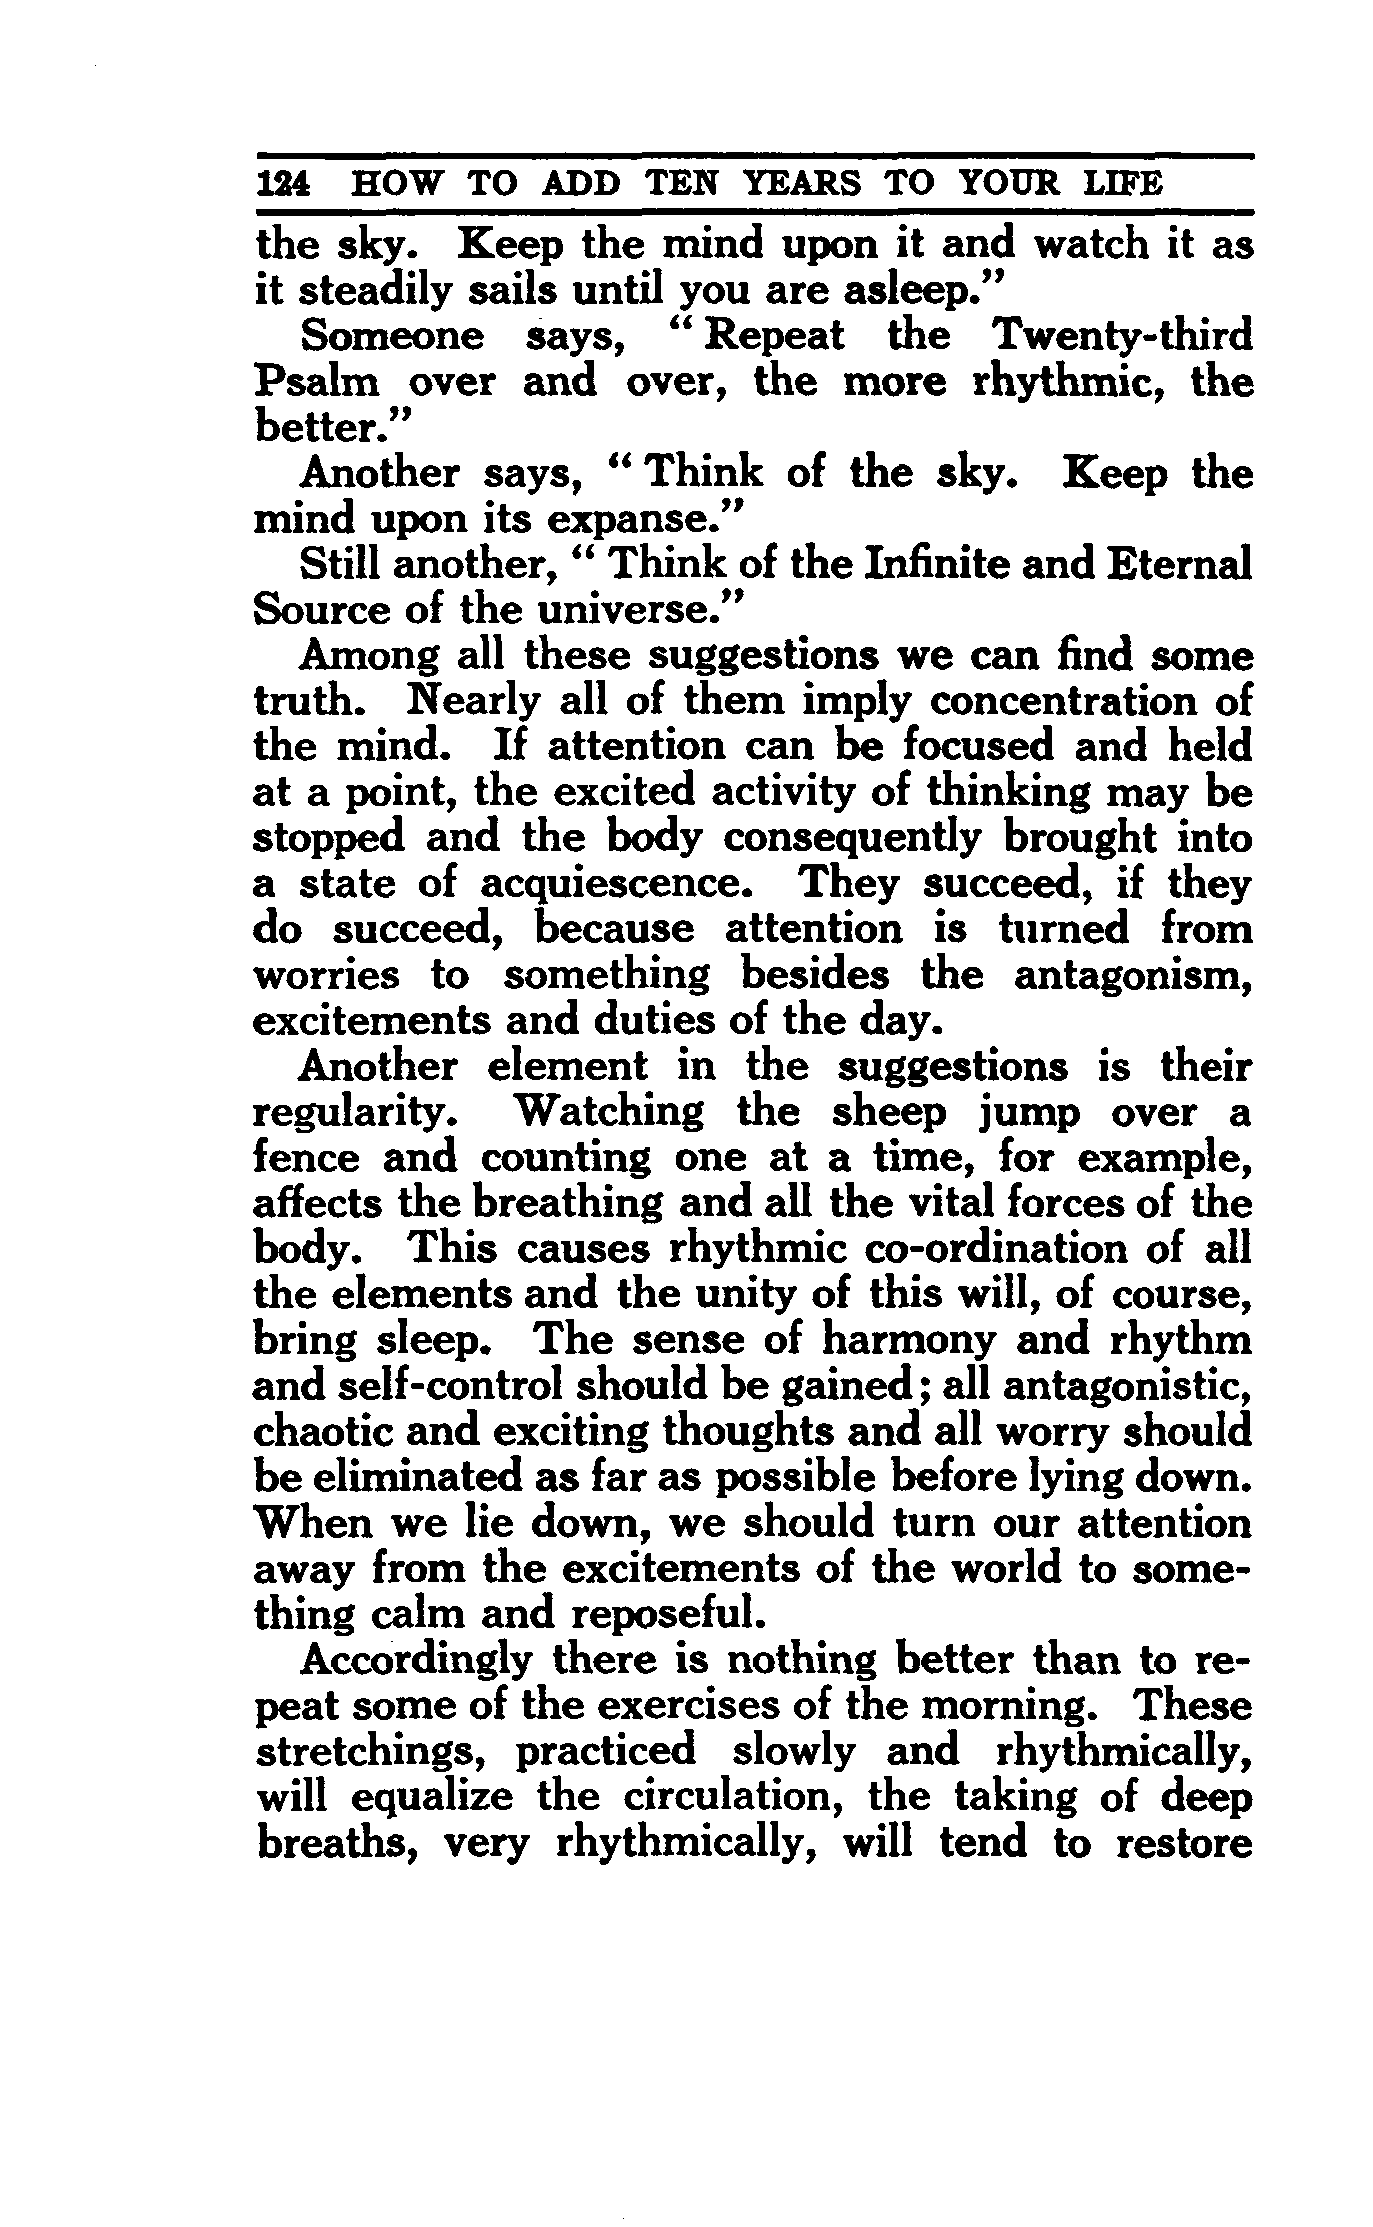 124 HOW TO ADD TEN YEARS TO YOUR LIFE
the sky. Keep the mind upon it and watch it as
it steadily sails until you are asleep."
Someone says, "Repeat the Twenty-third
Psalm over and over, the more rhythmic, the
better."
Another says, "Think of the sky. Keep the
mind upon its expanse."
Still another, "Think of the Infinite and Eternal
Source of the universe."
Among all these suggestions we can find some
truth. Nearly all of them imply concentration of
the mind. If attention can be focused and held
at a point, the excited activity of thinking may be
stopped and the body consequently brought into
a state of acquiescence. They succeed, if they
do succeed, because attention is turned from
worries to something besides the antagonism,
excitements and duties of the day.
Another element in the suggestions is their
regularity. Watching the sheep jump over a
fence and counting one at a time, for example,
affects the breathing and all the vital forces of the
body. This causes rhythmic co-ordination of all
the elements and the unity of this will, of course,
bring sleep. The sense of harmony and rhythm
and self-control should be gained; all antagonistic,
chaotic and exciting thoughts and all worry should
be eliminated as far as possible before lying down.
When we lie down, we should turn our attention
away from the excitements of the world to some-
thing calm and reposeful.
Accordingly there is nothing better than to re-
peat some of the exercises of the morning. These
stretchings, practiced slowly and rhythmically,
will equalize the circulation, the taking of deep
breaths, very rhythmically, will tend to restore